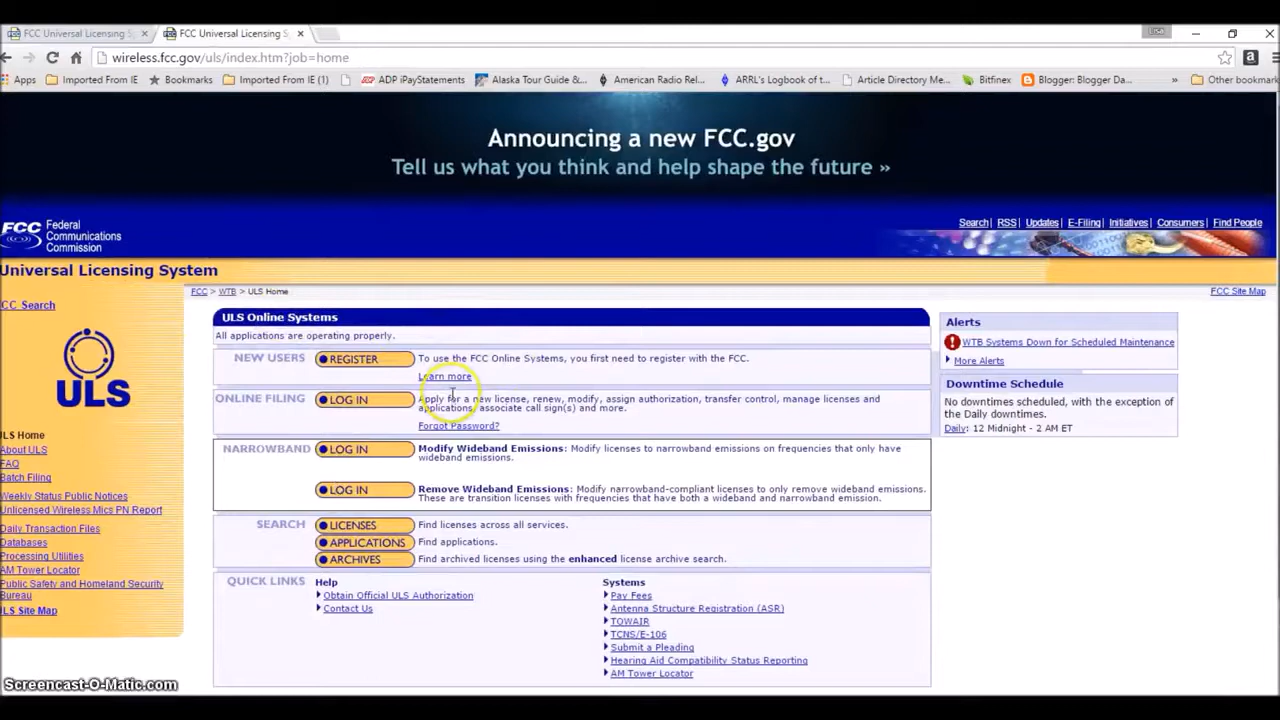 FCC Universal Licensing S
FCC Universal Licensing S
Lisa
wireless.fcc.gov/uls/index.htm?job=home
Apps
Imported From IE
Bookmarks
Imported From IE (1)
ADP iPayStatements
Alaska Tour Guide &...
American Radio Rel...
ARRL's Logbook of t...
Article Directory Me...
Bitfinex
Blogger: Blogger Da...
»
Other bookmark
Announcing a new FCC.gov
Tell us what you think and help shape the future »
FCC Federal
Communications
Commission
Search| RSS| Updates| E-Filing| Initiatives| Consumers| Find People
Universal Licensing System
CC Search
FCC > WTB > ULS Home
FCC Site Map
ULS
ULS Home
About ULS
FAQ
Batch Filing
Weekly Status Public Notices
Unlicensed Wireless Mics PN Report
Daily Transaction Files
Databases
Processing Utilities
AM Tower Locator
Public Safety and Homeland Security
Bureau
ULS Site Map
ULS Online Systems
All applications are operating properly.
NEW USERS
REGISTER
To use the FCC Online Systems, you first need to register with the FCC.
Learn more
ONLINE FILING
LOG IN
Apply for a new license, renew, modify, assign authorization, transfer control, manage licenses and
applications, associate call sign(s) and more.
Forgot Password?
NARROWBAND
LOG IN
Modify Wideband Emissions: Modify licenses to narrowband emissions on frequencies that only have
wideband emissions.
LOG IN
Remove Wideband Emissions: Modify narrowband-compliant licenses to only remove wideband emissions.
These are transition licenses with frequencies that have both a wideband and narrowband emission.
SEARCH
LICENSES
Find licenses across all services.
APPLICATIONS
Find applications.
ARCHIVES
Find archived licenses using the enhanced license archive search.
QUICK LINKS
Help
Obtain Official ULS Authorization
Contact Us
Systems
Pay Fees
Antenna Structure Registration (ASR)
TOWAIR
TCNS/E-106
Submit a Pleading
Hearing Aid Compatibility Status Reporting
AM Tower Locator
Alerts
WTB Systems Down for Scheduled Maintenance
More Alerts
Downtime Schedule
No downtimes scheduled, with the exception of
the Daily downtimes.
Daily: 12 Midnight - 2 AM ET
Screencast-O-Matic.com